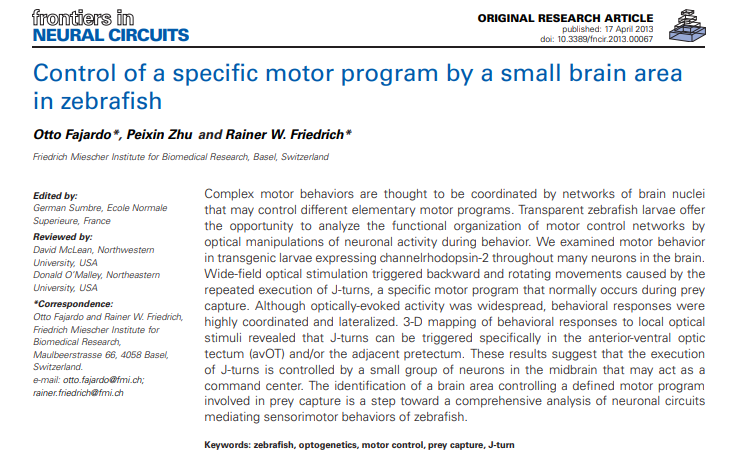 frontiers in
NEURAL CIRCUITS
ORIGINAL RESEARCH ARTICLE
published: 17 April 2013
doi: 10.3389/fncir.2013.00067
Control of a specific motor program by a small brain area
in zebrafish
Otto Fajardo*, Peixin Zhu and Rainer W. Friedrich*
Friedrich Miescher Institute for Biomedical Research, Basel, Switzerland
Edited by:
German Sumbre, Ecole Normale
Superieure, France
Reviewed by:
David McLean, Northwestern
University, USA
Donald O'Malley, Northeastern
University, USA
*Correspondence:
Otto Fajardo and Rainer W. Friedrich,
Friedrich Miescher Institute for
Biomedical Research,
Maulbeerstrasse 66, 4058 Basel,
Switzerland.
e-mail: otto.fajardo@fmi.ch;
rainer.friedrich@fmi.ch
Complex motor behaviors are thought to be coordinated by networks of brain nuclei
that may control different elementary motor programs. Transparent zebrafish larvae offer
the opportunity to analyze the functional organization of motor control networks by
optical manipulations of neuronal activity during behavior. We examined motor behavior
in transgenic larvae expressing channelrhodopsin-2 throughout many neurons in the brain.
Wide-field optical stimulation triggered backward and rotating movements caused by the
repeated execution of J-turns, a specific motor program that normally occurs during prey
capture. Although optically-evoked activity was widespread, behavioral responses were
highly coordinated and lateralized. 3-D mapping of behavioral responses to local optical
stimuli revealed that J-turns can be triggered specifically in the anterior-ventral optic
tectum (avOT) and/or the adjacent pretectum. These results suggest that the execution
of J-turns is controlled by a small group of neurons in the midbrain that may act as a
command center. The identification of a brain area controlling a defined motor program
involved in prey capture is a step toward a comprehensive analysis of neuronal circuits
mediating sensorimotor behaviors of zebrafish.
Keywords: zebrafish, optogenetics, motor control, prey capture, J-turn